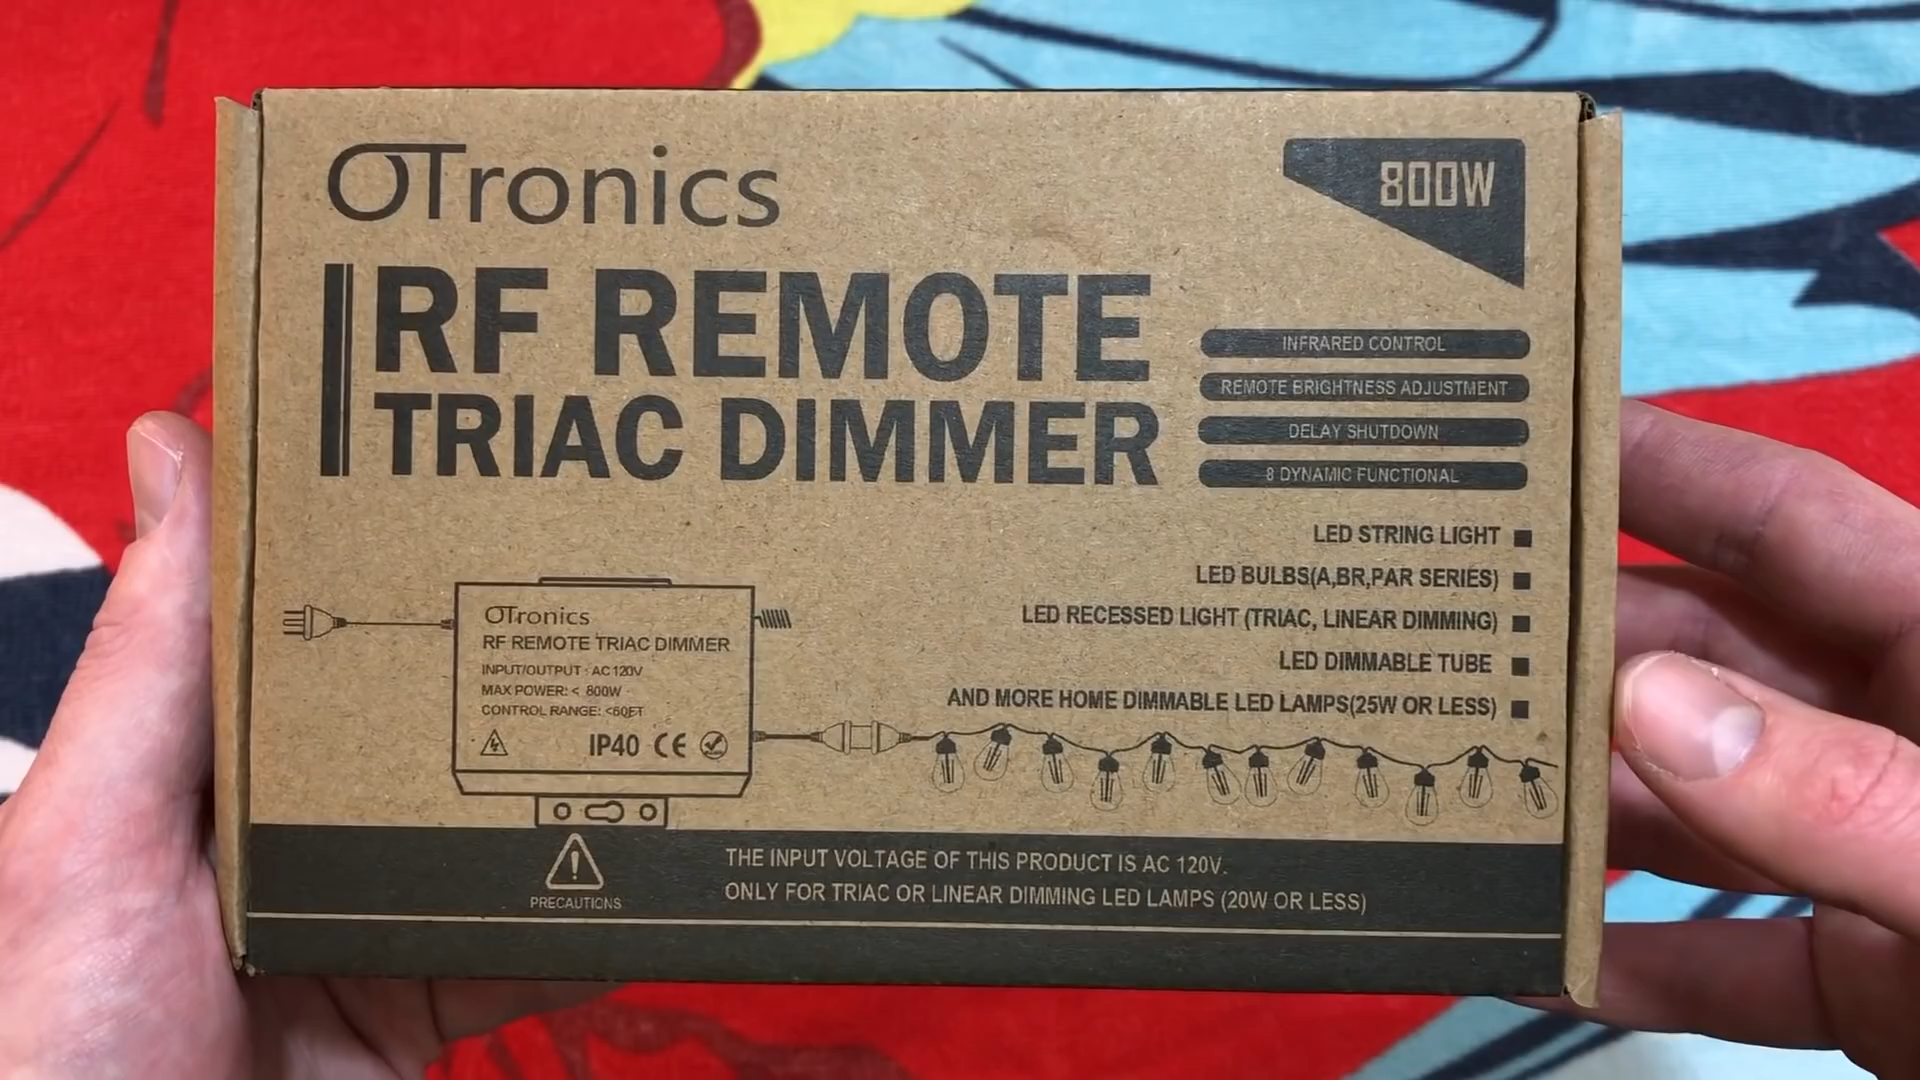 OTronics
800W
RF REMOTE
TRIAC DIMMER
INFRARED CONTROL
REMOTE BRIGHTNESS ADJUSTMENT
DELAY SHUTDOWN
8 DYNAMIC FUNCTIONAL
LED STRING LIGHT
LED BULBS(A,BR,PAR SERIES)
LED RECESSED LIGHT (TRIAC, LINEAR DIMMING)
LED DIMMABLE TUBE
AND MORE HOME DIMMABLE LED LAMPS(25W OR LESS)
OTronics
RF REMOTE TRIAC DIMMER
INPUT/OUTPUT : AC120V
MAX POWER: < 800W
CONTROL RANGE: <60FT
IP40 CE
PRECAUTIONS
THE INPUT VOLTAGE OF THIS PRODUCT IS AC 120V.
ONLY FOR TRIAC OR LINEAR DIMMING LED LAMPS (20W OR LESS)